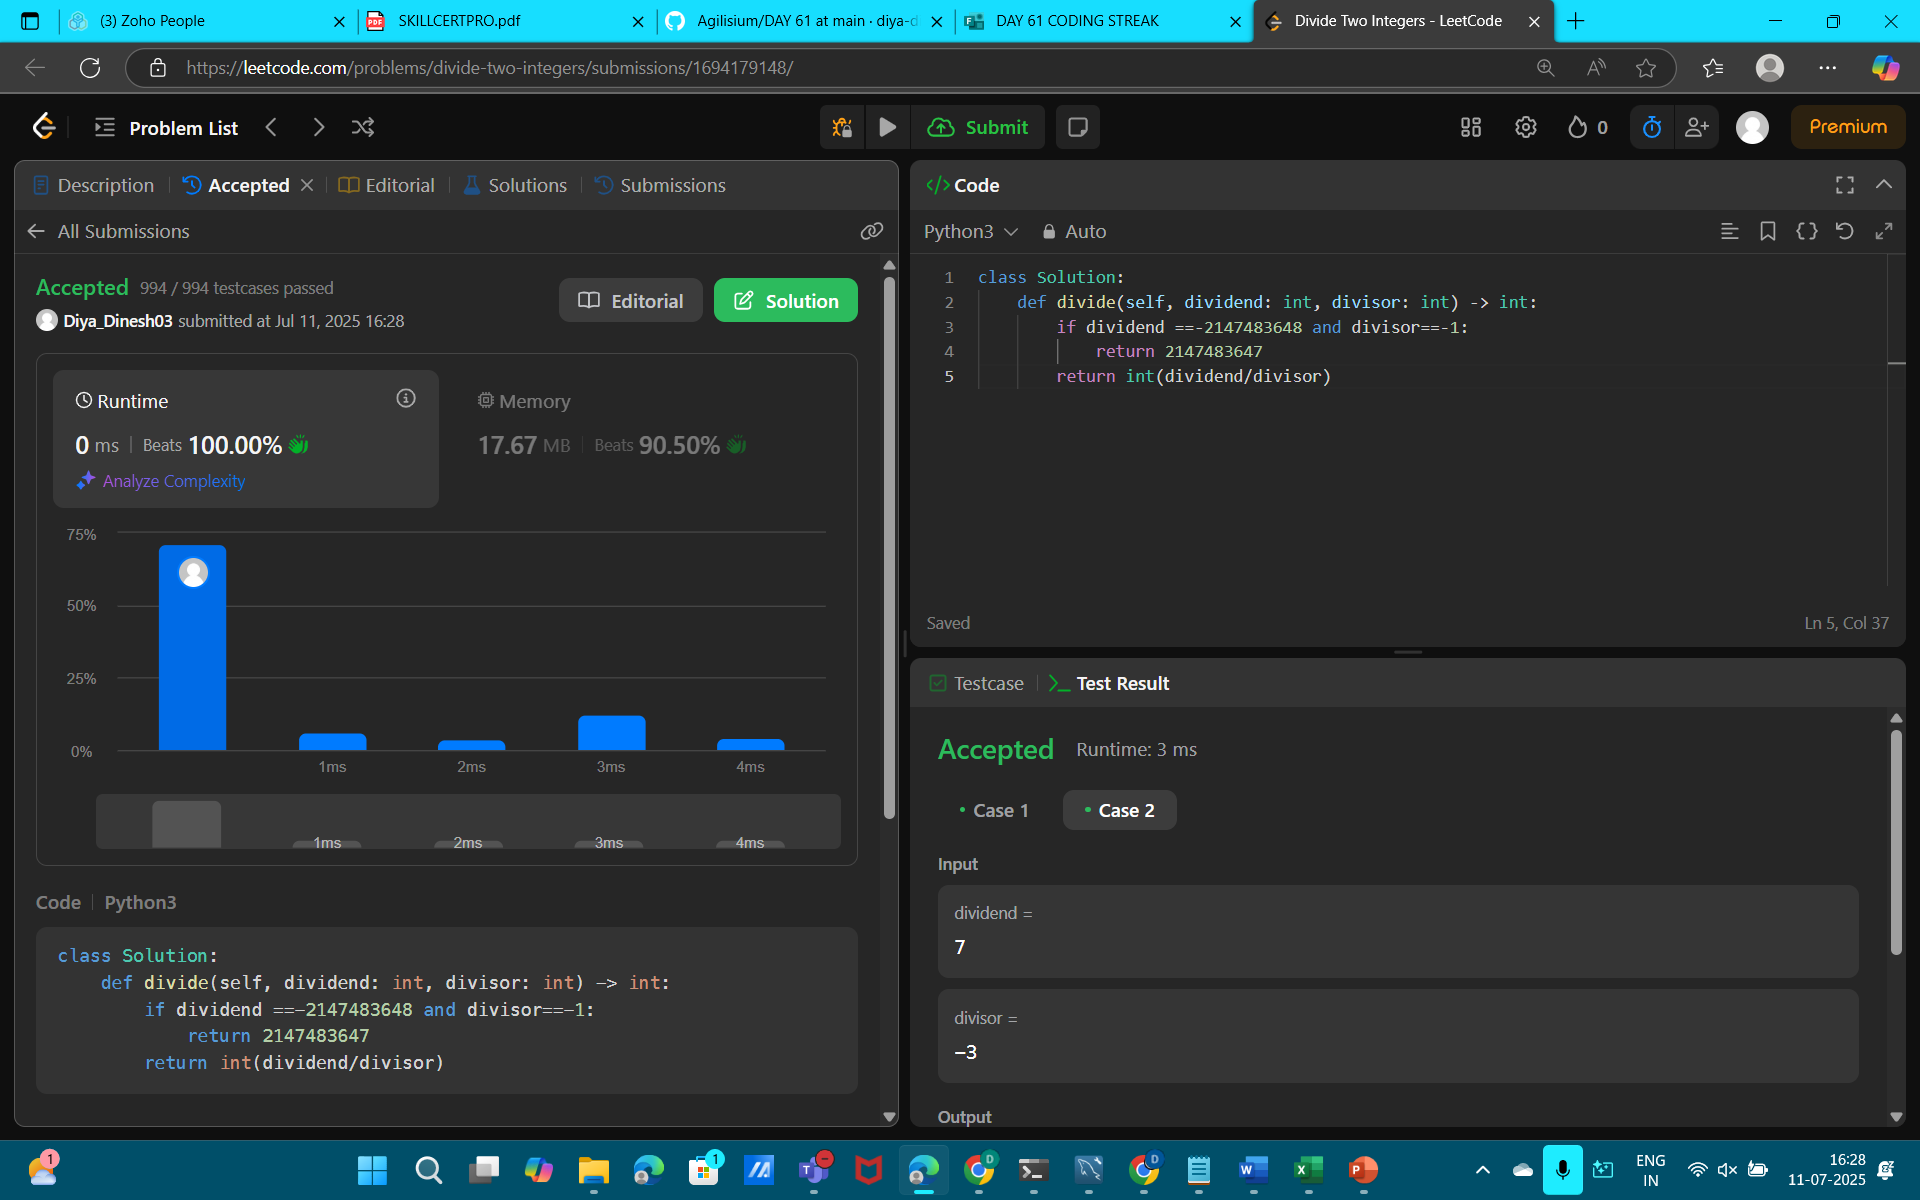 (3) Zoho People
SKILLCERTPRO.pdf
Agilisium/DAY 61 at main · diya-d
DAY 61 CODING STREAK
Divide Two Integers - LeetCode
https://leetcode.com/problems/divide-two-integers/submissions/1694179148/
Problem List
Submit
0
Premium
Description
Accepted
Editorial
Solutions
Submissions
All Submissions
Accepted 994 / 994 testcases passed
Diya_Dinesh03 submitted at Jul 11, 2025 16:28
Editorial
Solution
Runtime
0 ms | Beats 100.00%
Analyze Complexity
Memory
17.67 MB | Beats 90.50%
75%
50%
25%
0%
1ms 2ms 3ms 4ms
1ms 2ms 3ms 4ms
Code | Python3
class Solution:
    def divide(self, dividend: int, divisor: int) -> int:
        if dividend ==-2147483648 and divisor==-1:
            return 2147483647
        return int(dividend/divisor)
Code
Python3
Auto
1 class Solution:
2     def divide(self, dividend: int, divisor: int) -> int:
3         if dividend ==-2147483648 and divisor==-1:
4             return 2147483647
5         return int(dividend/divisor)
Saved
Ln 5, Col 37
Testcase
Test Result
Accepted Runtime: 3 ms
Case 1
Case 2
Input
dividend =
7
divisor =
-3
Output
1
1
ENG
IN
16:28
11-07-2025